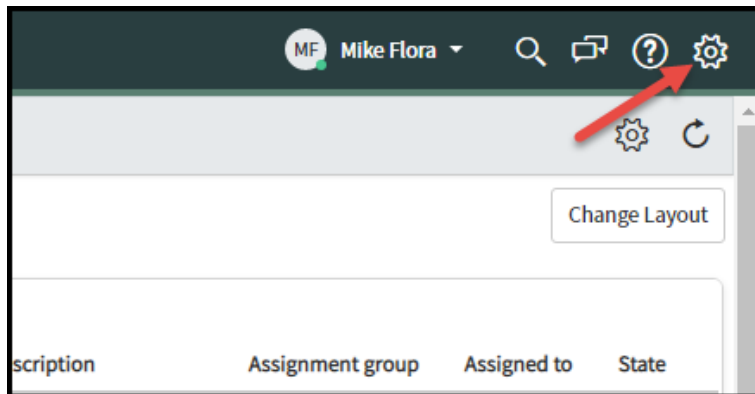 MF Mike Flora ?
Change Layout
scription Assignment group Assigned to State